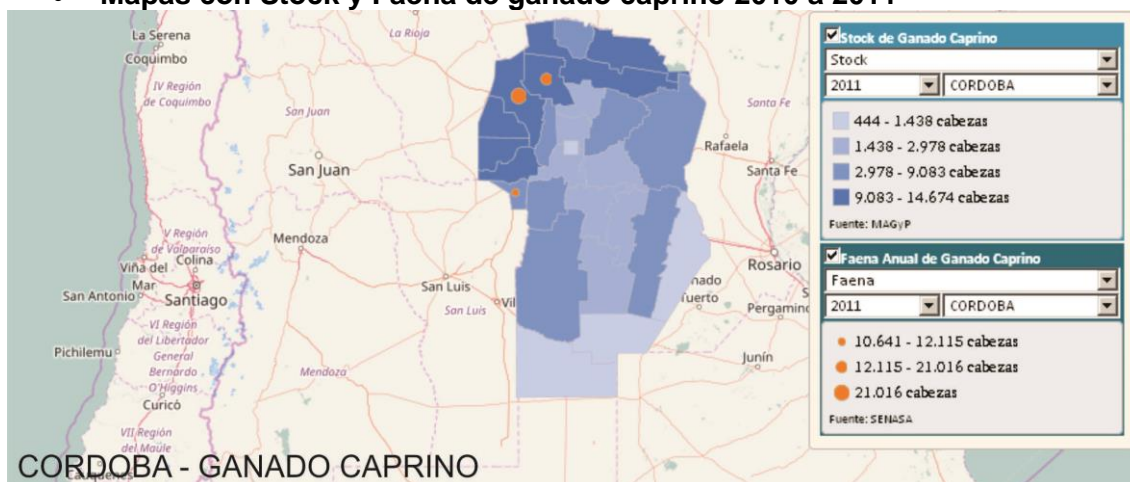 • Mapas con Stock y Faena de ganado caprino 2010 a 2011
La Serena
Coquimbo
La Rioja
IV Región
de Coquimbo
San Juan
San Juan
Santa Fe
Rafaela
Santa Fe
V Región
de Valparaíso
Viña del
Mar
Colina
San Antonio
Santiago
Mendoza
San Luis
San Luis
Vil
Rosario
nado
uerto
Pergamino
VI Región
del Libertador
General
Bernardo
O'Higgins
Pichilemu
Curicó
Mendoza
Junín
VII Región
del Maule
Cauquenes
CORDOBA - GANADO CAPRINO
Stock de Ganado Caprino
Stock
2011 CORDOBA
444 - 1.438 cabezas
1.438 - 2.978 cabezas
2.978 - 9.083 cabezas
9.083 - 14.674 cabezas
Fuente: MAGyP
Faena Anual de Ganado Caprino
Faena
2011 CORDOBA
10.641 - 12.115 cabezas
12.115 - 21.016 cabezas
21.016 cabezas
Fuente: SENASA